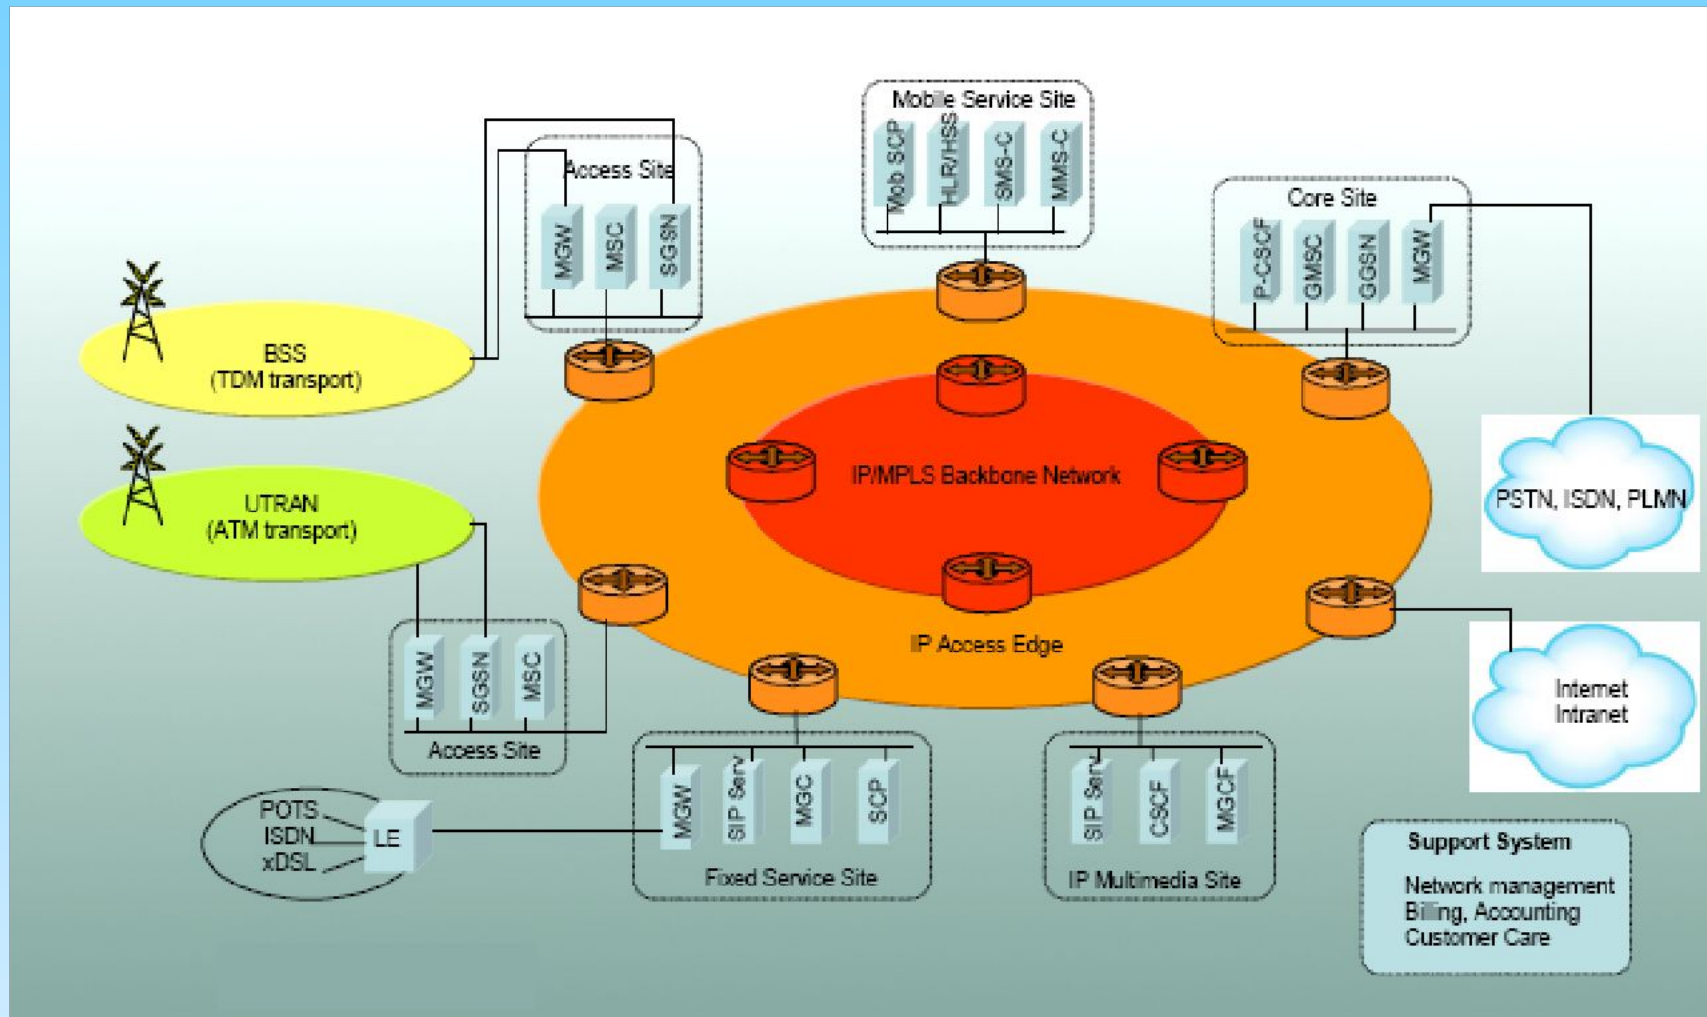 Mobile Service Site
Mob SCP
HLR/HSS
SMS-C
MMS-C
Access Site
MGW
MSC
SGSN
Core Site
P-CSCF
GMSC
GGSN
MGW
BSS
(TDM transport)
UTRAN
(ATM transport)
IP/MPLS Backbone Network
IP Access Edge
PSTN, ISDN, PLMN
Internet
Intranet
MGW
SGSN
MSC
Access Site
POTS
ISDN
xDSL
LE
MGW
SIP Serv
MGC
SCP
Fixed Service Site
SIP Serv
CSCF
MGCF
IP Multimedia Site
Support System
Network management
Billing, Accounting
Customer Care